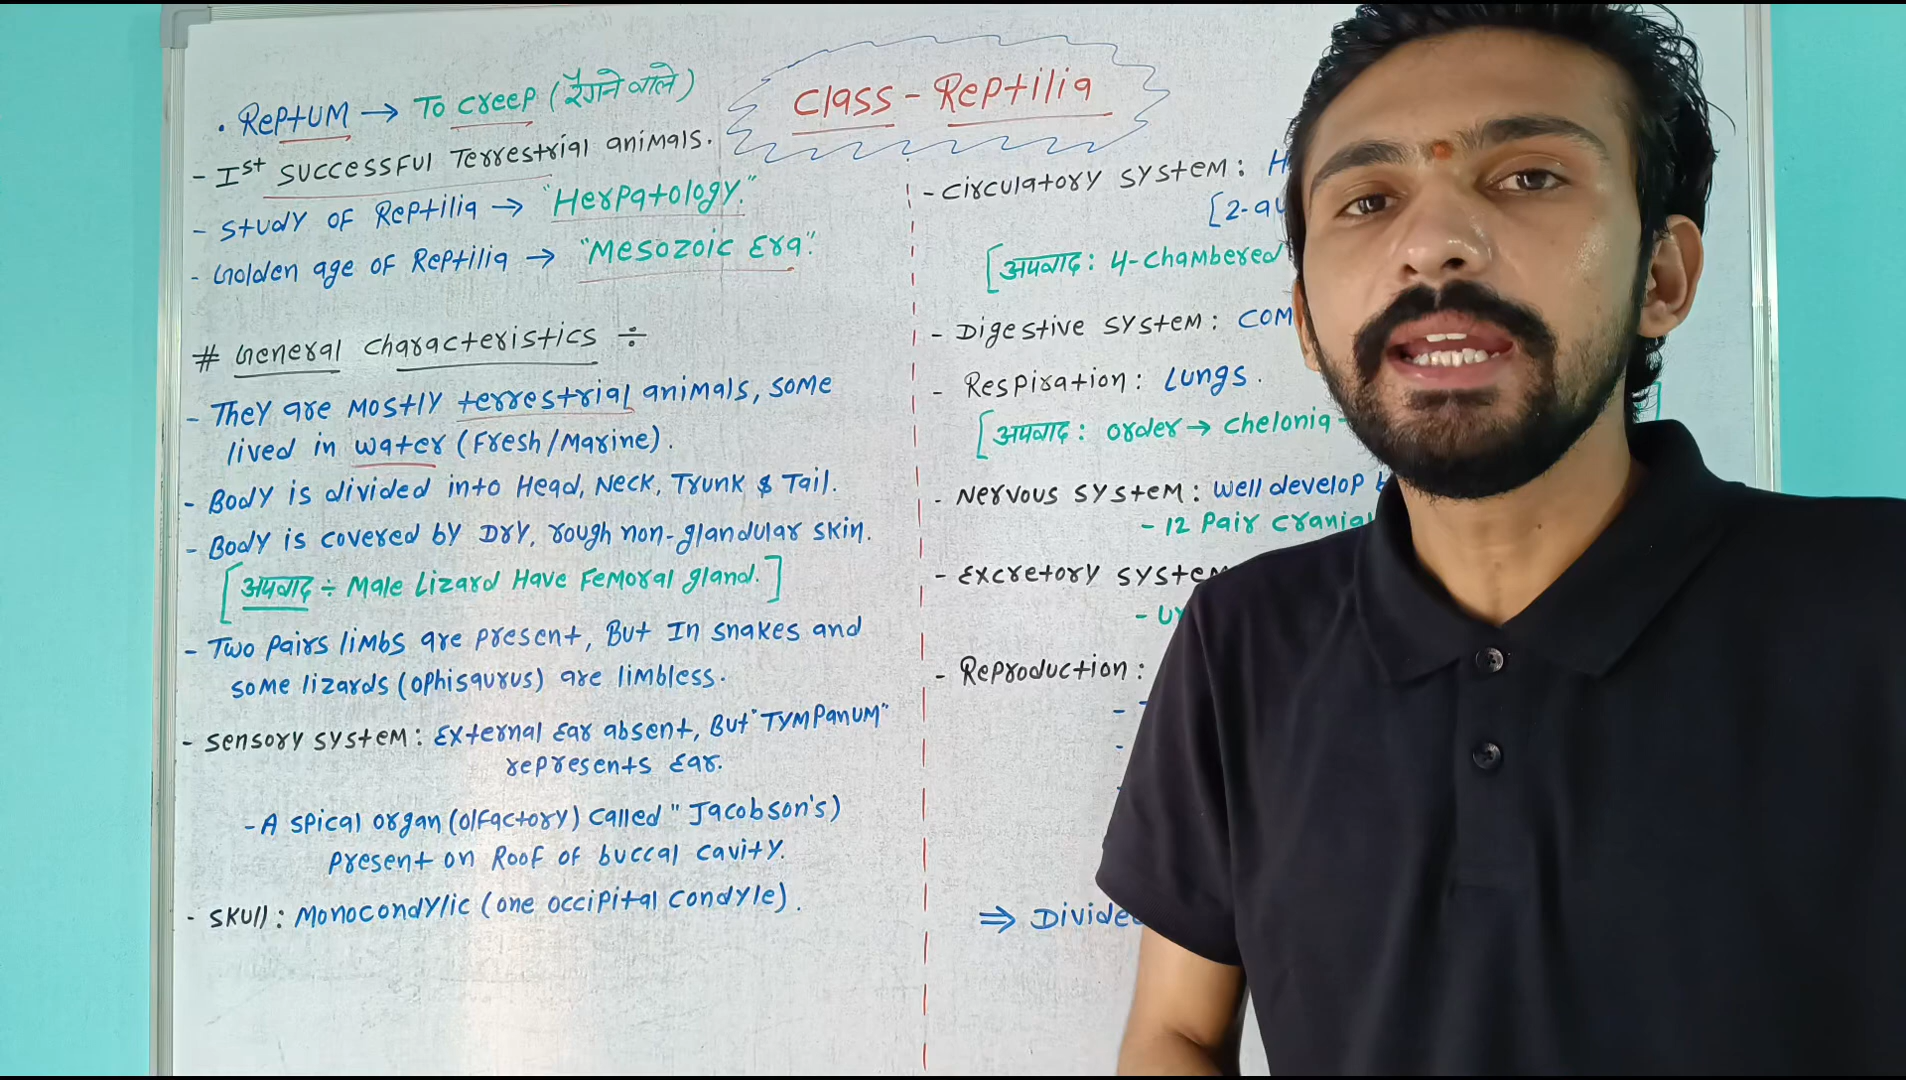 Class - Reptilia
• Reptum → To creep (रेंगने वाले)
- Ist successful Terrestrial animals.
- study of Reptilia → "Herpatology."
- Golden age of Reptilia → "Mesozoic Era".
# General characteristics ÷
- They are mostly terrestrial animals, some
lived in water (Fresh/Marine).
- Body is divided into Head, Neck, Trunk & Tail.
- Body is covered by Dry, rough non-glandular skin.
[अपवाद ÷ Male Lizard Have Femoral gland.]
- Two pairs limbs are present, But In snakes and
some lizards (ophisaurus) are limbless.
- sensory system: External Ear absent, But "Tympanum"
represents Ear.
- A spical organ (olfactory) called "Jacobson's)
present on Roof of buccal cavity.
- skull: Monocondylic (one occipital condyle).
- circulatory system: H
[2-au
[अपवाद: 4-chambered
- Digestive system: com
- Respiration: Lungs.
[अपवाद: order → chelonia -
- Nervous system: well develop b
- 12 Pair cranial
- Excretory system
- ur
- Reproduction:
⇒ Divided